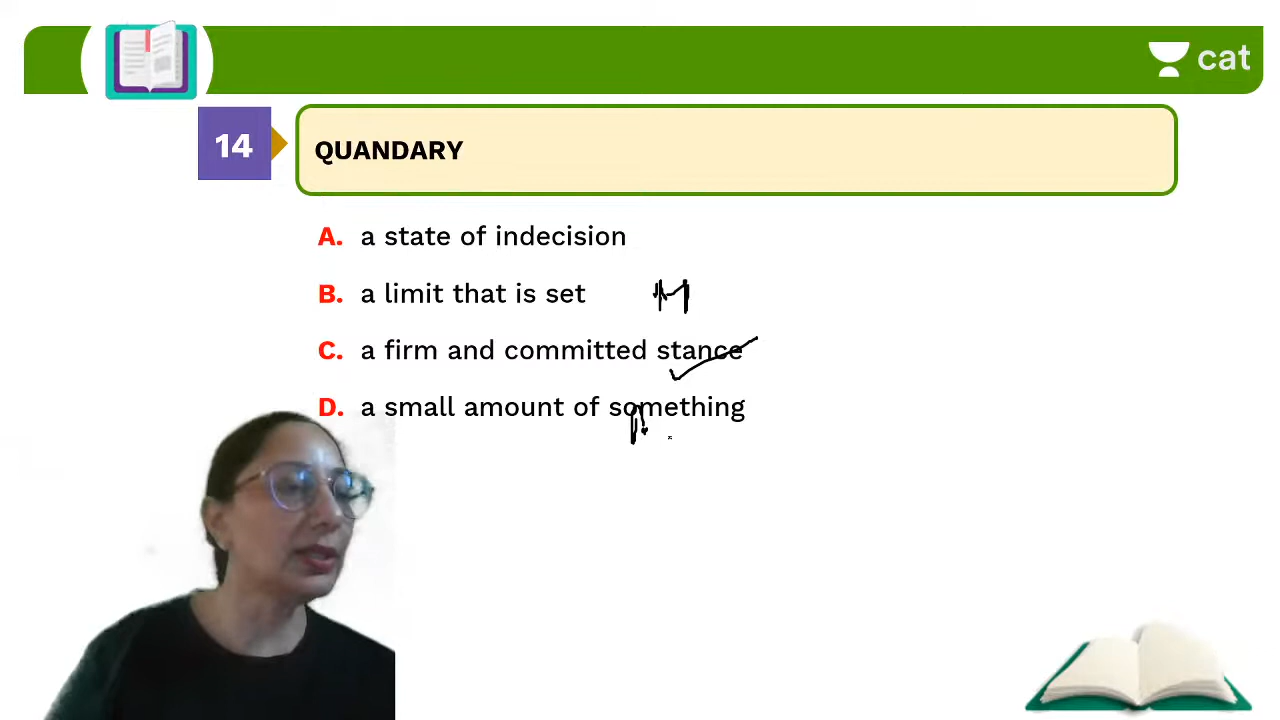 cat
14
QUANDARY
A. a state of indecision
B. a limit that is set
C. a firm and committed stance
D. a small amount of something